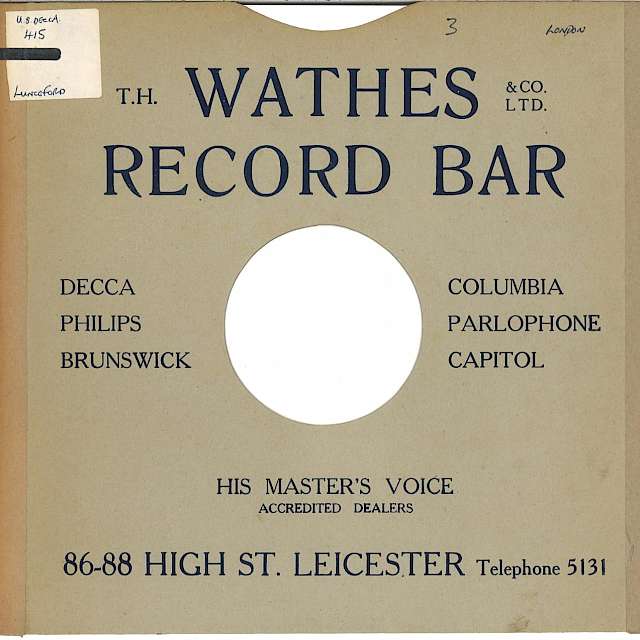 U.S. DECCA.
415
LUNCEFORD
3
LONDON
T.H. WATHES & CO. LTD.
RECORD BAR
DECCA
PHILIPS
BRUNSWICK
COLUMBIA
PARLOPHONE
CAPITOL
HIS MASTER'S VOICE
ACCREDITED DEALERS
86-88 HIGH ST. LEICESTER Telephone 5131